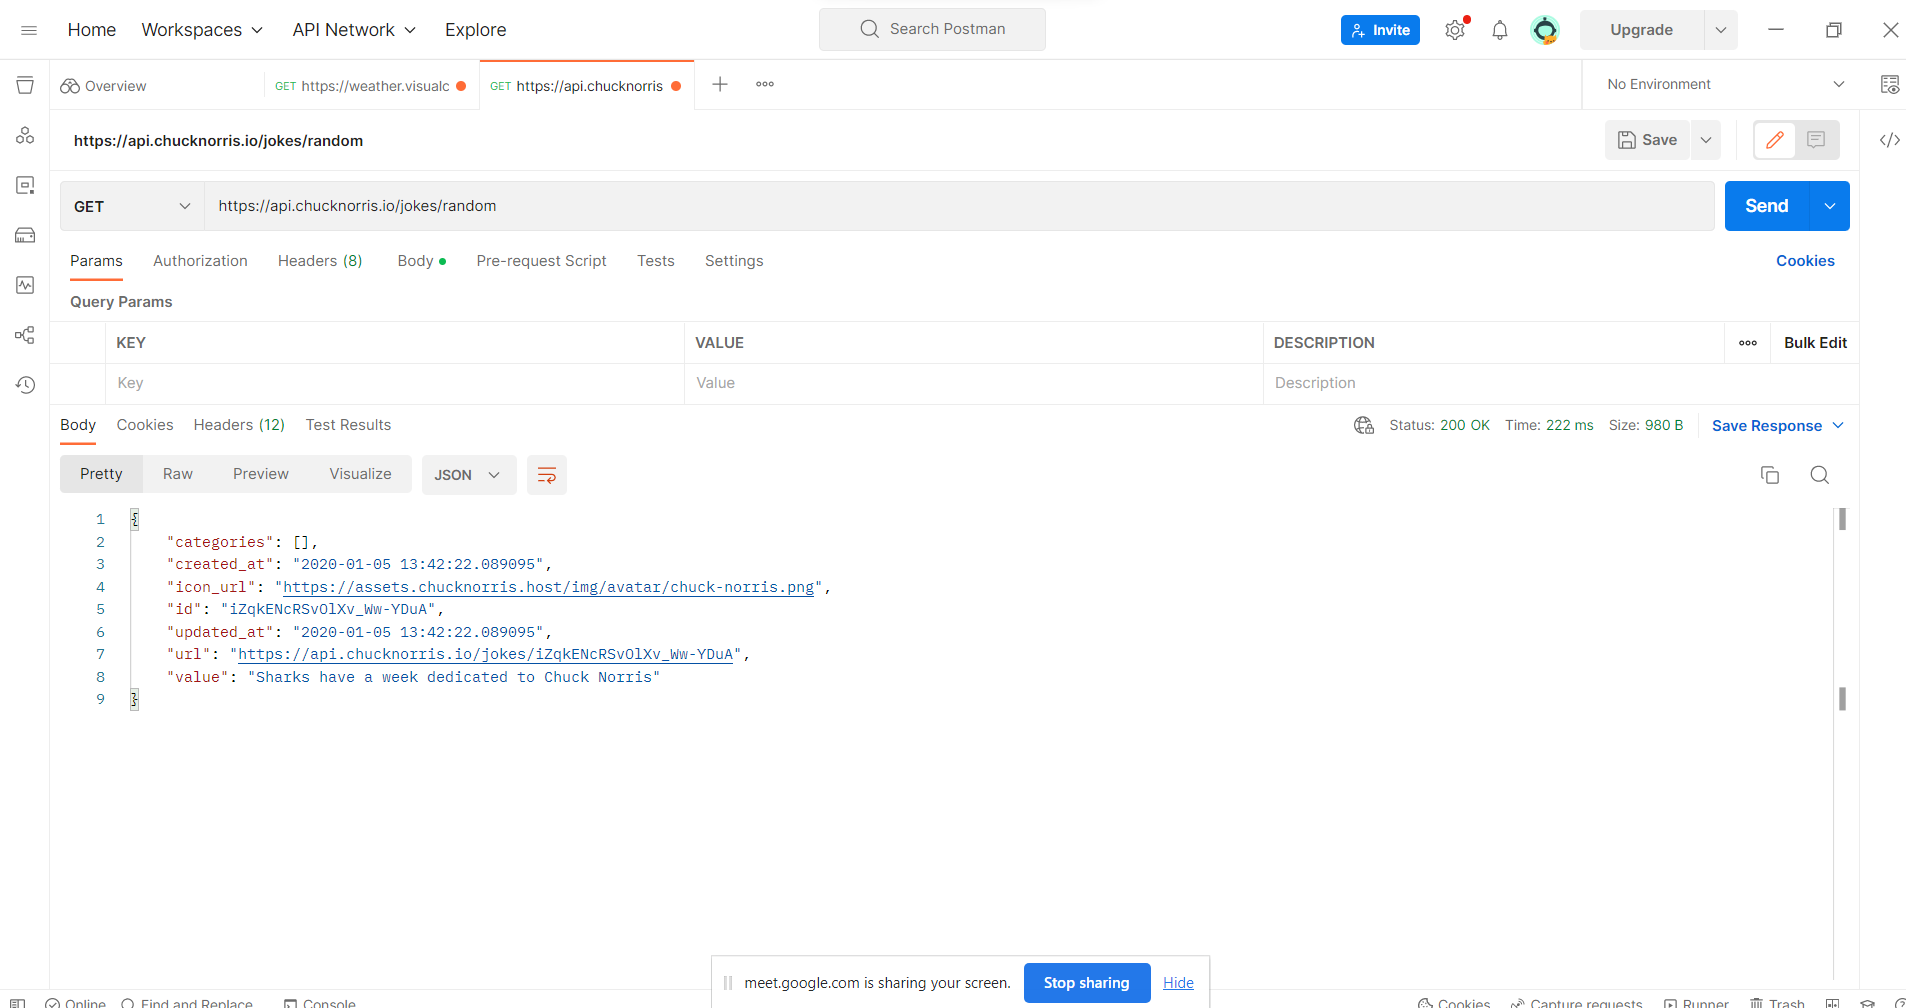 Home Workspaces API Network Explore Search Postman Invite Upgrade
Overview GET https://weather.visualc GET https://api.chucknorris No Environment
https://api.chucknorris.io/jokes/random Save
GET https://api.chucknorris.io/jokes/random Send
Params Authorization Headers (8) Body Pre-request Script Tests Settings Cookies
Query Params
KEY VALUE DESCRIPTION Bulk Edit
Key Value Description
Body Cookies Headers (12) Test Results Status: 200 OK Time: 222 ms Size: 980 B Save Response
Pretty Raw Preview Visualize JSON
1 {
2 "categories": [],
3 "created_at": "2020-01-05 13:42:22.089095",
4 "icon_url": "https://assets.chucknorris.host/img/avatar/chuck-norris.png",
5 "id": "iZqkENcRSvOlXv_Ww-YDuA",
6 "updated_at": "2020-01-05 13:42:22.089095",
7 "url": "https://api.chucknorris.io/jokes/iZqkENcRSvOlXv_Ww-YDuA",
8 "value": "Sharks have a week dedicated to Chuck Norris"
9 }
meet.google.com is sharing your screen. Stop sharing Hide
Online Find and Replace Console Cookies Capture requests Runner Trash